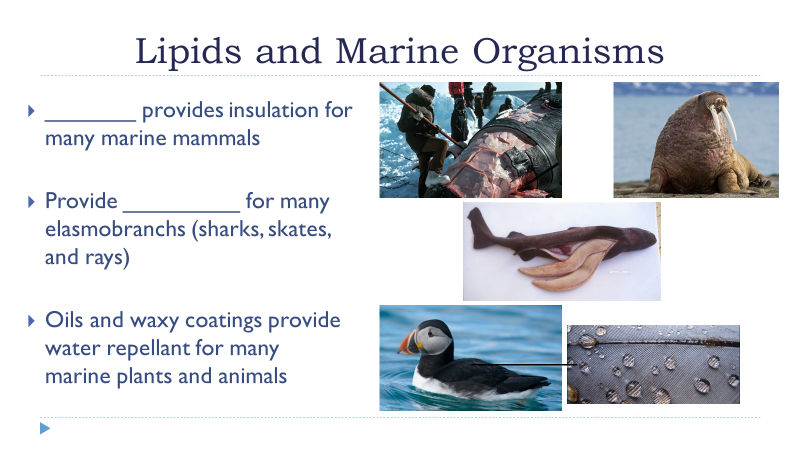 Lipids and Marine Organisms
________ provides insulation for
many marine mammals
Provide __________ for many
elasmobranchs (sharks, skates,
and rays)
Oils and waxy coatings provide
water repellant for many
marine plants and animals